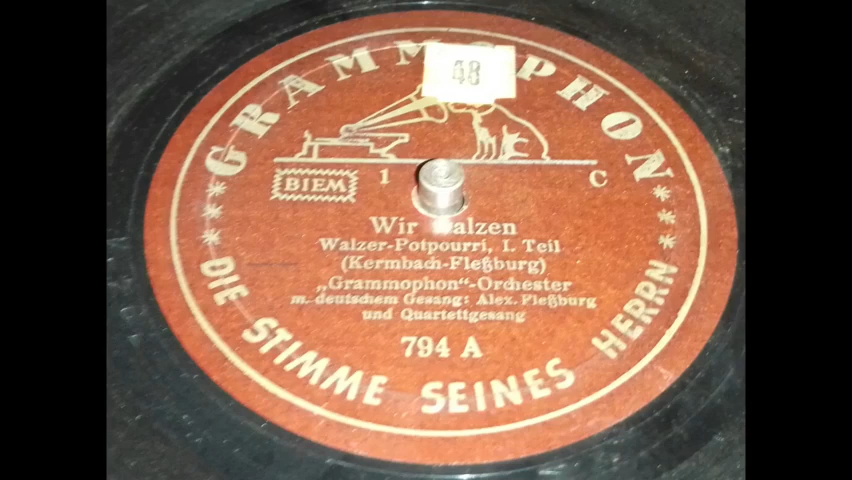 GRAMMOPHON
48
BIEM
1
C
Wir alzen
Walzer-Potpourri, I. Teil
(Kermbach-Fleßburg)
„Grammophon“-Orchester
m. deutschem Gesang: Alex. Fleßburg
und Quartettgesang
794 A
DIE STIMME SEINES HERRN